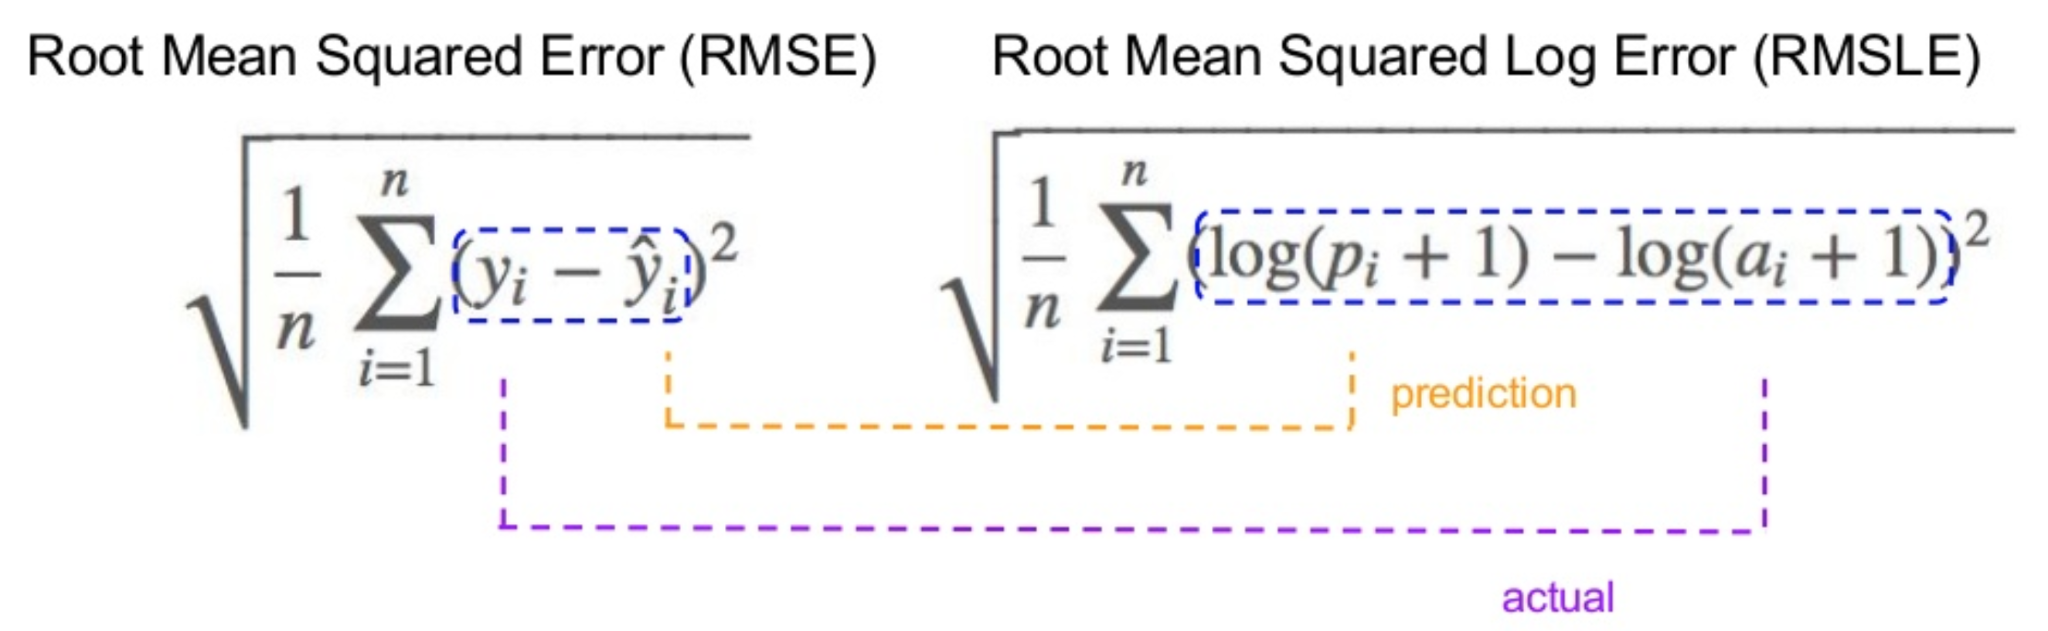 Root Mean Squared Error (RMSE)
Root Mean Squared Log Error (RMSLE)
√(1/n ∑_{i=1}^{n} (y_i − ŷ_i)²)
√(1/n ∑_{i=1}^{n} (log(p_i + 1) − log(a_i + 1))²)
prediction
actual